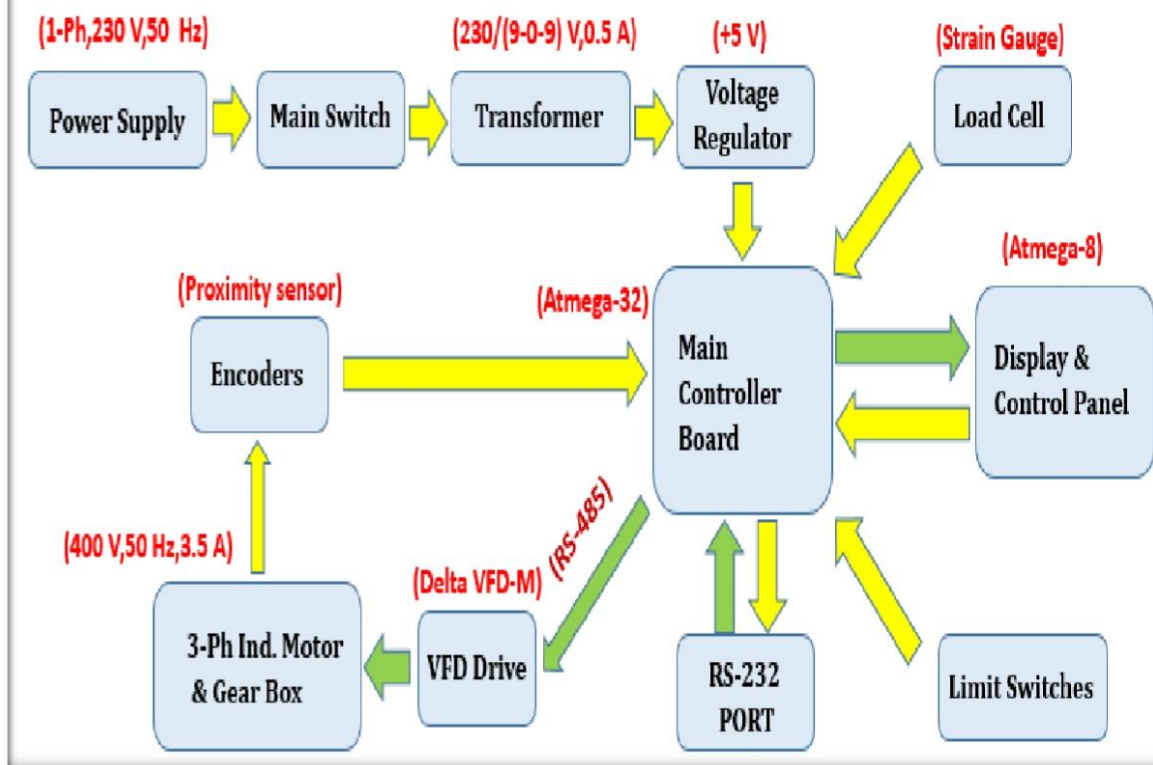 (1-Ph,230 V,50 Hz)
(230/(9-0-9) V,0.5 A)
(+5 V)
(Strain Gauge)
Power Supply
Main Switch
Transformer
Voltage
Regulator
Load Cell
(Atmega-8)
(Proximity sensor)
(Atmega-32)
Encoders
Main
Controller
Board
Display &
Control Panel
(RS-485)
(400 V,50 Hz,3.5 A)
(Delta VFD-M)
3-Ph Ind. Motor
& Gear Box
VFD Drive
RS-232
PORT
Limit Switches